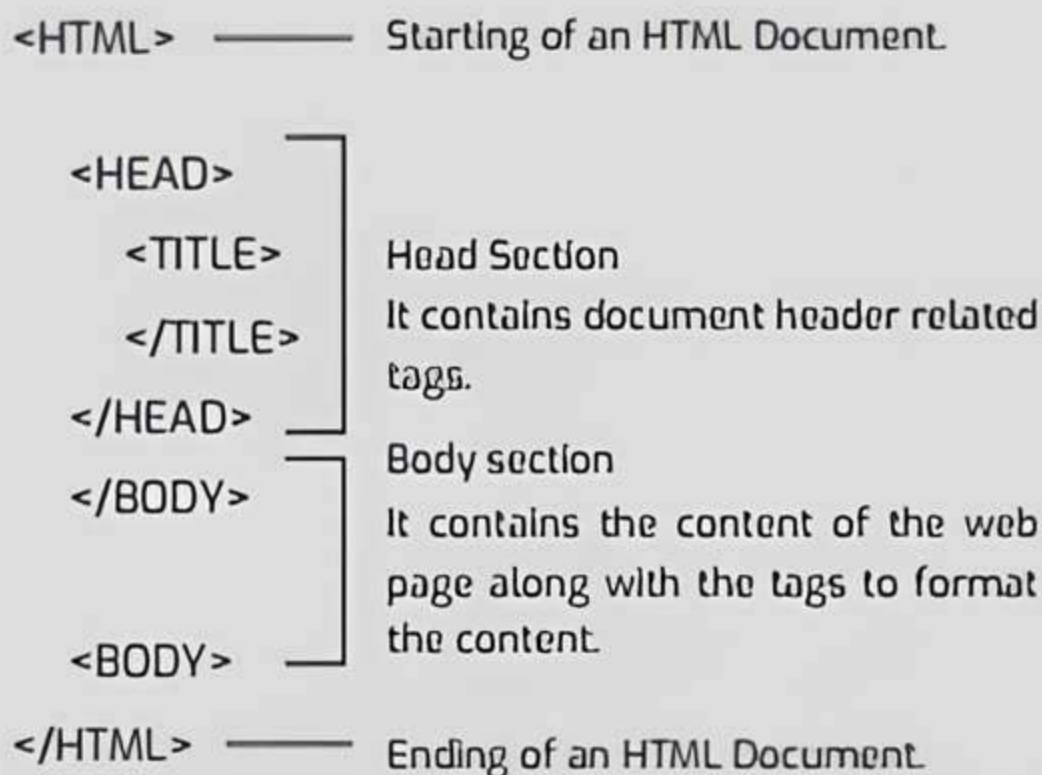 <HTML> Starting of an HTML Document.
<HEAD>
<TITLE>
</TITLE>
</HEAD>
Head Section
It contains document header related
tags.
</BODY>
<BODY>
Body section
It contains the content of the web
page along with the tags to format
the content.
</HTML> Ending of an HTML Document.